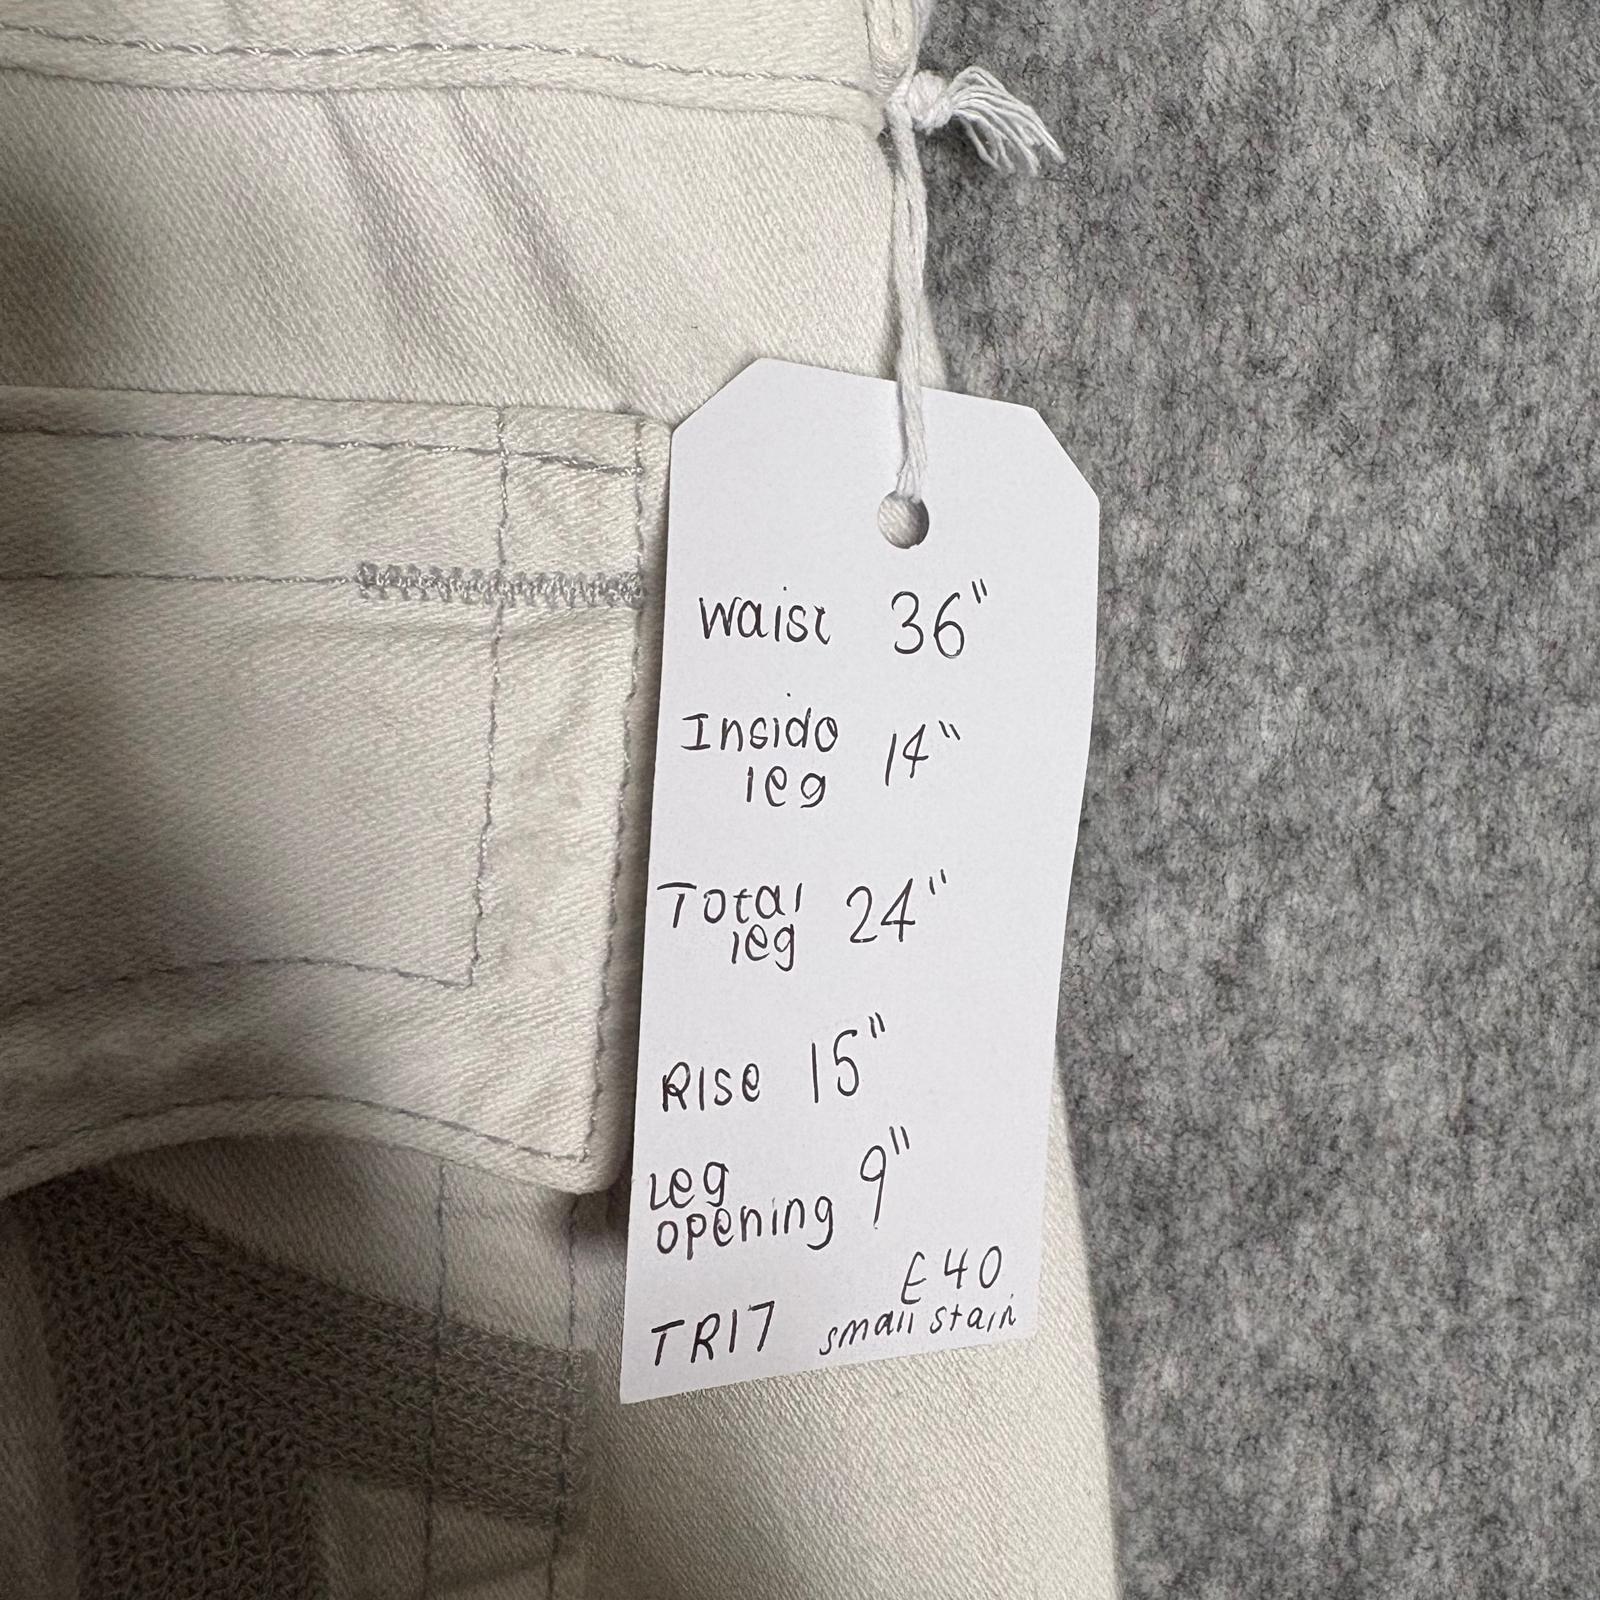 Waist 36"
Inside 14"
leg
Total 24"
leg
Rise 15"
Leg 9"
opening
£40
TR17 small stain